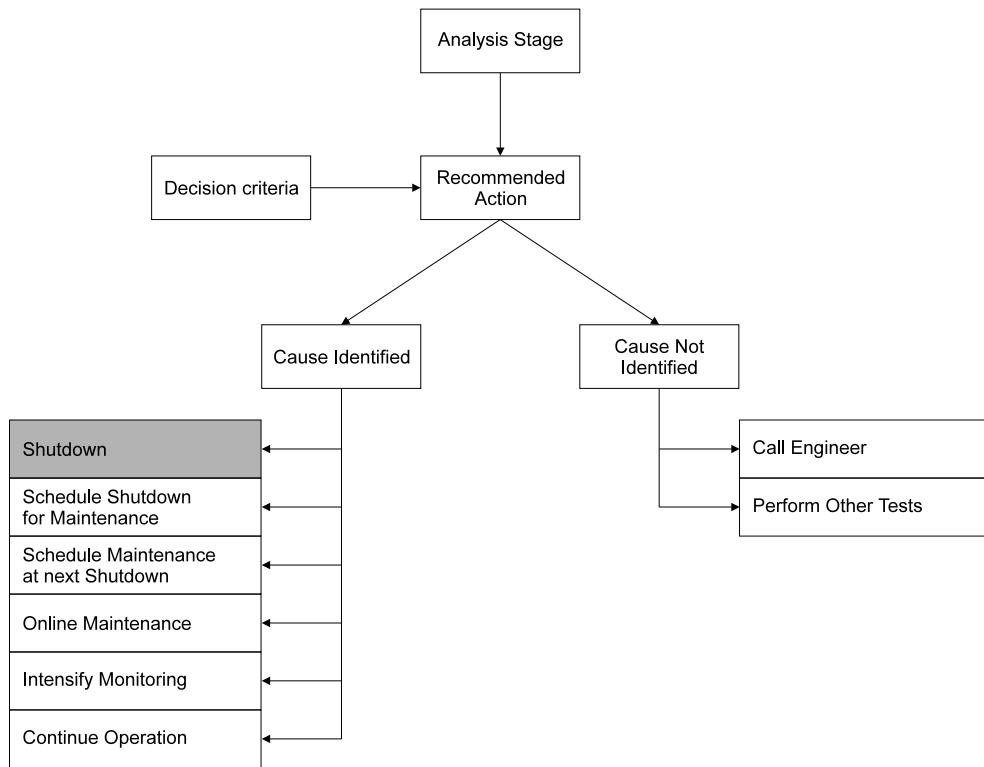 Analysis Stage
Decision criteria
Recommended
Action
Cause Identified
Cause Not
Identified
Shutdown
Schedule Shutdown
for Maintenance
Schedule Maintenance
at next Shutdown
Online Maintenance
Intensify Monitoring
Continue Operation
Call Engineer
Perform Other Tests